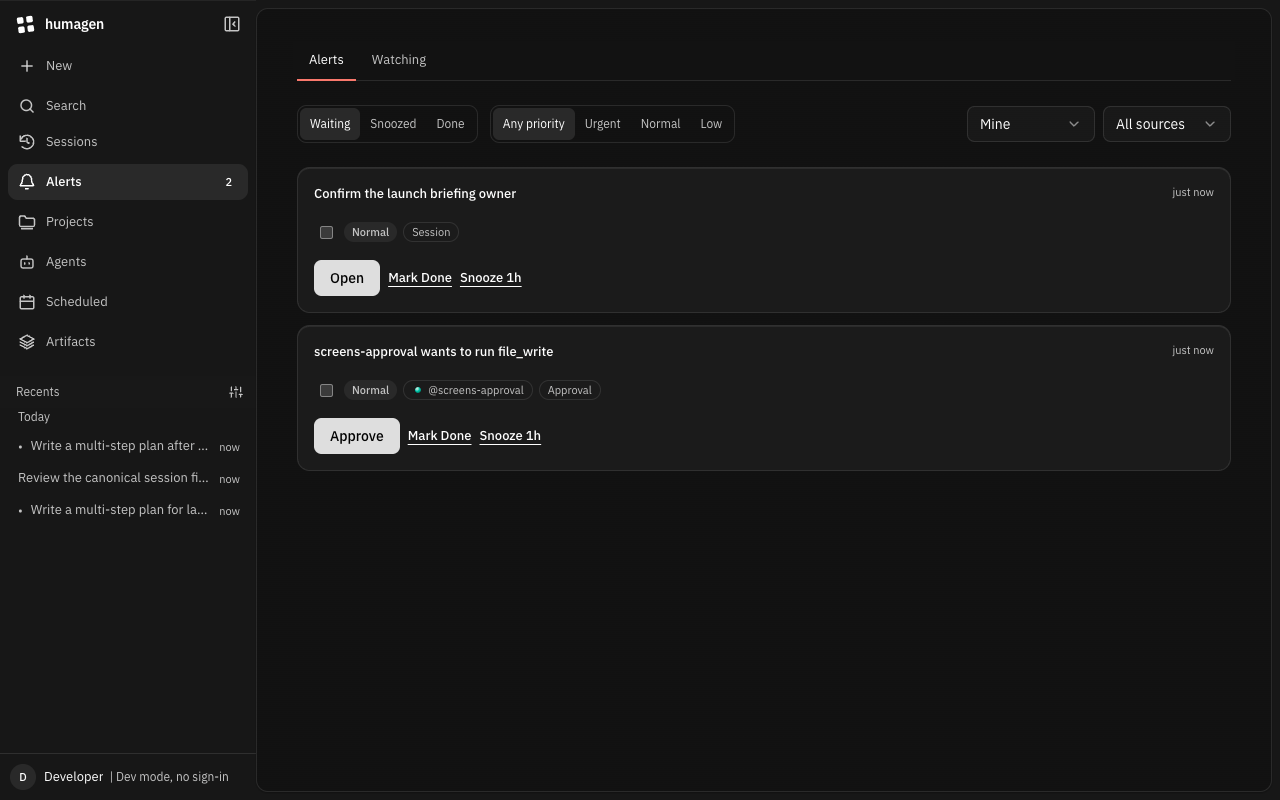 humagen
New
Search
Sessions
Alerts 2
Projects
Agents
Scheduled
Artifacts
Recents
Today
• Write a multi-step plan after ... now
Review the canonical session fi... now
• Write a multi-step plan for la... now
D Developer | Dev mode, no sign-in
Alerts Watching
Waiting Snoozed Done Any priority Urgent Normal Low Mine All sources
Confirm the launch briefing owner just now
Normal Session
Open Mark Done Snooze 1h
screens-approval wants to run file_write just now
Normal @screens-approval Approval
Approve Mark Done Snooze 1h